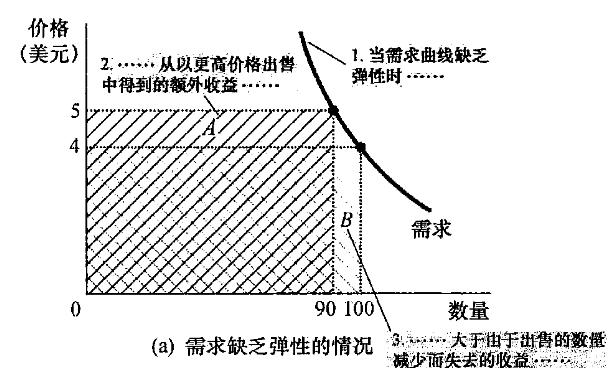 价格
(美元)
1. 当需求曲线缺乏
弹性时 ……
2. …… 从以更高价格出售
中得到的额外收益 ……
5
A
4
B
需求
0
90 100
数量
(a) 需求缺乏弹性的情况
3. …… 大于由于出售的数量
减少而失去的收益 ……